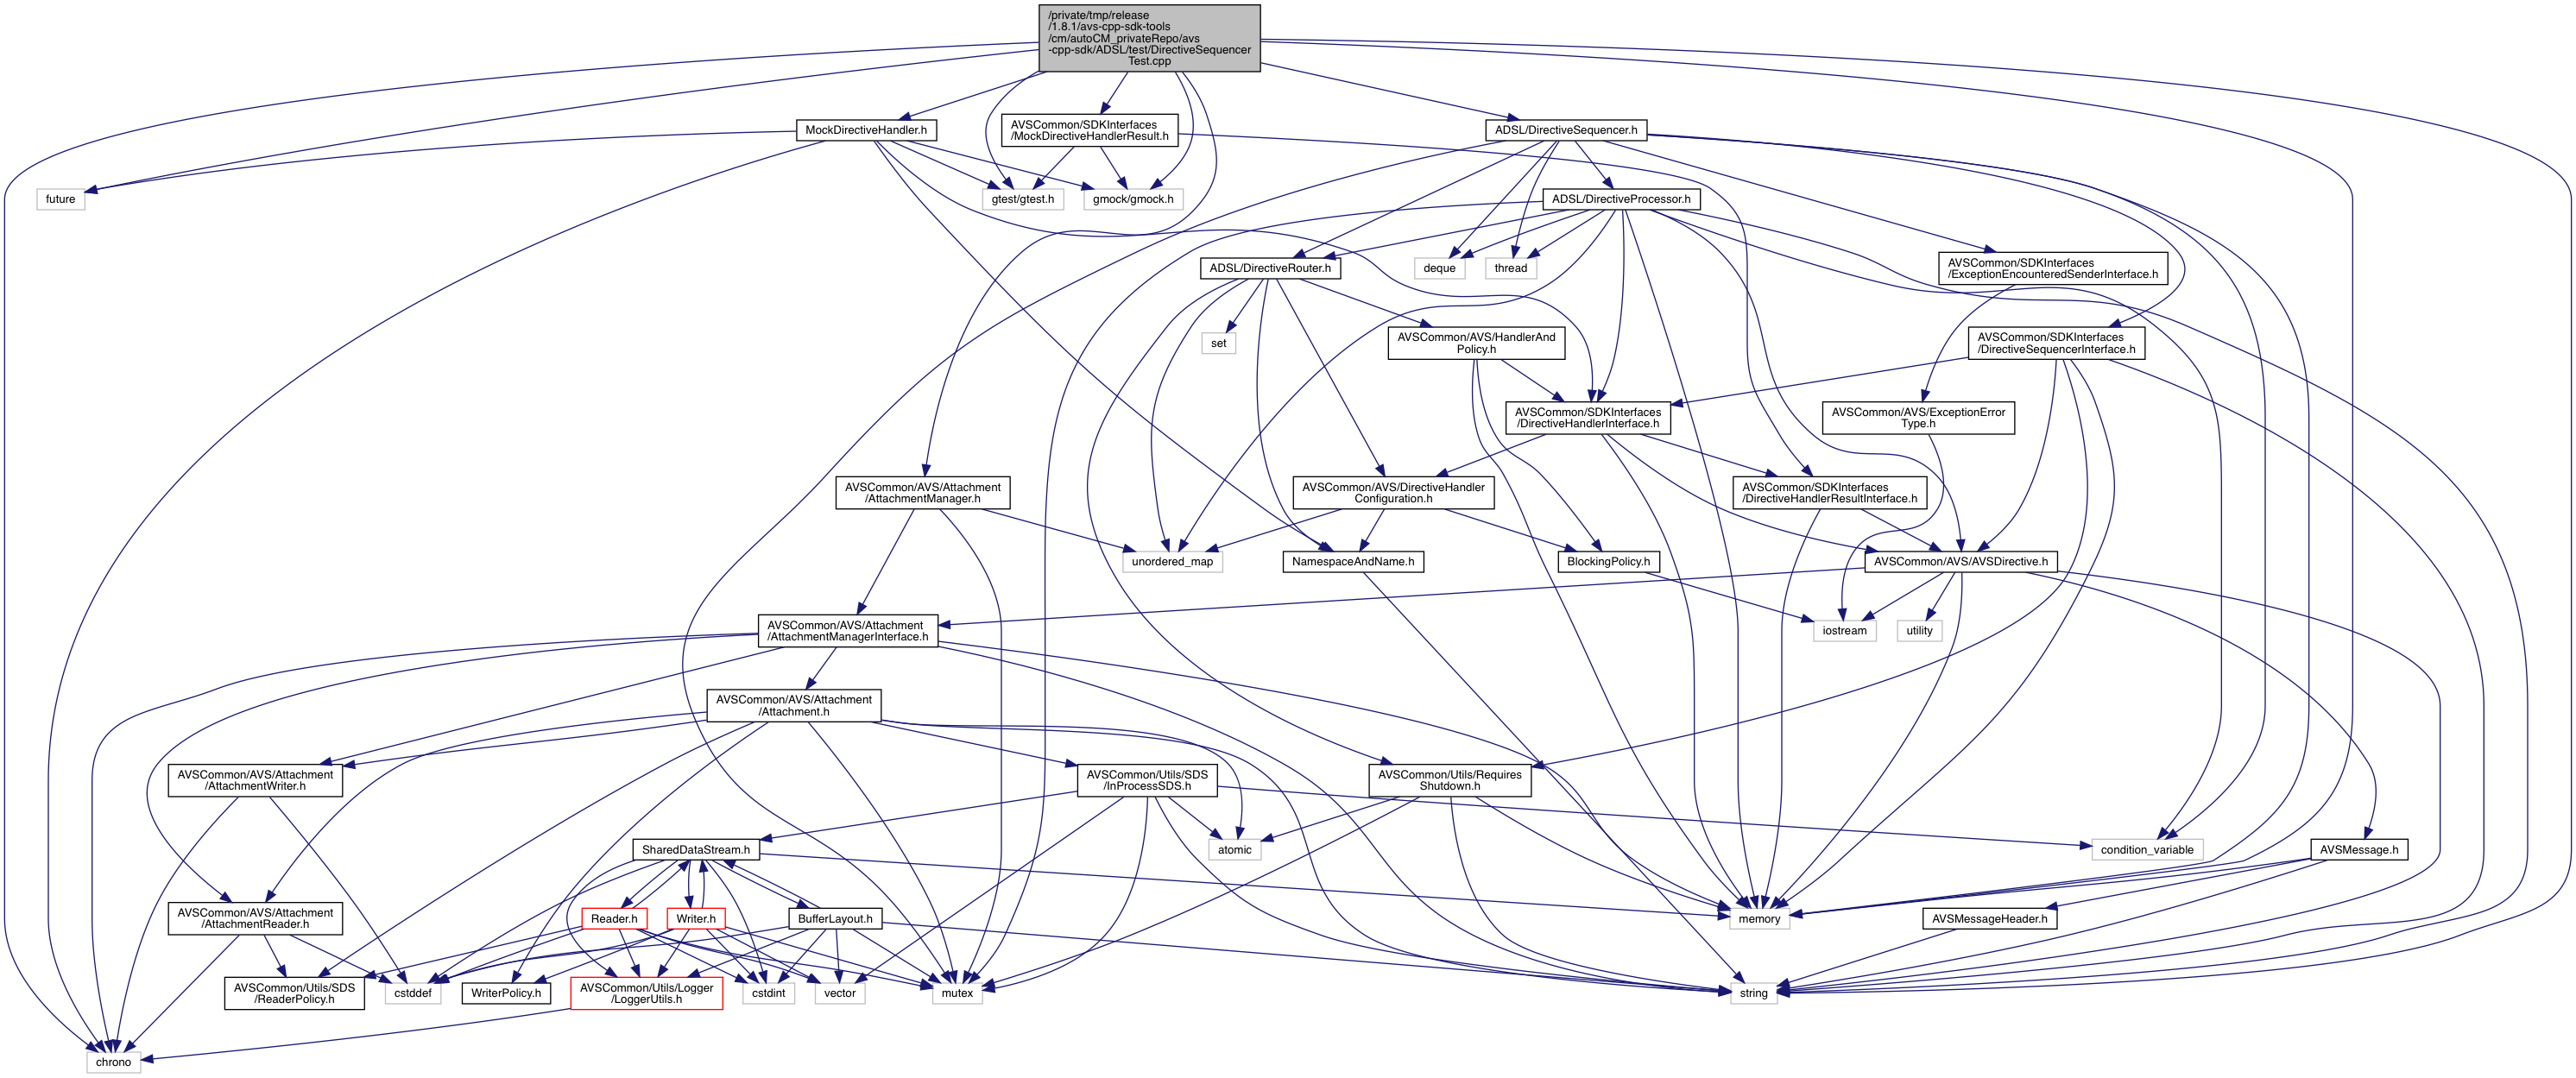 /private/tmp/release
/1.8.1/avs-cpp-sdk-tools
/cm/autoCM_privateRepo/avs
-cpp-sdk/ADSL/test/DirectiveSequencer
Test.cpp
MockDirectiveHandler.h
AVSCommon/SDKInterfaces
/MockDirectiveHandlerResult.h
ADSL/DirectiveSequencer.h
future
gtest/gtest.h
gmock/gmock.h
ADSL/DirectiveProcessor.h
ADSL/DirectiveRouter.h
deque
thread
AVSCommon/SDKInterfaces
/ExceptionEncounteredSenderInterface.h
set
AVSCommon/AVS/HandlerAnd
Policy.h
AVSCommon/SDKInterfaces
/DirectiveSequencerInterface.h
AVSCommon/SDKInterfaces
/DirectiveHandlerInterface.h
AVSCommon/AVS/ExceptionError
Type.h
AVSCommon/AVS/Attachment
/AttachmentManager.h
AVSCommon/AVS/DirectiveHandler
Configuration.h
AVSCommon/SDKInterfaces
/DirectiveHandlerResultInterface.h
unordered_map
NamespaceAndName.h
BlockingPolicy.h
AVSCommon/AVS/AVSDirective.h
AVSCommon/AVS/Attachment
/AttachmentManagerInterface.h
iostream
utility
AVSCommon/AVS/Attachment
/Attachment.h
AVSCommon/AVS/Attachment
/AttachmentWriter.h
AVSCommon/Utils/SDS
/InProcessSDS.h
AVSCommon/Utils/Requires
Shutdown.h
SharedDataStream.h
atomic
condition_variable
AVSMessage.h
AVSCommon/AVS/Attachment
/AttachmentReader.h
Reader.h
Writer.h
BufferLayout.h
memory
AVSMessageHeader.h
AVSCommon/Utils/SDS
/ReaderPolicy.h
cstddef
WriterPolicy.h
AVSCommon/Utils/Logger
/LoggerUtils.h
cstdint
vector
mutex
string
chrono